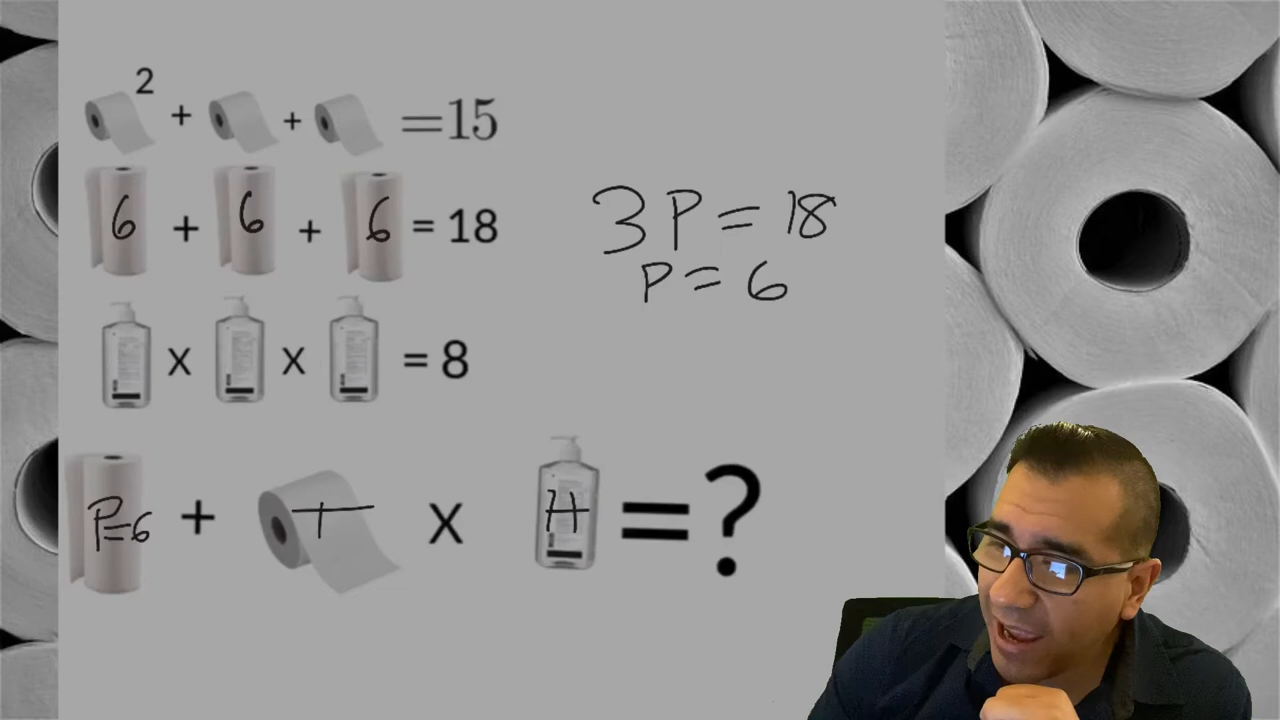 2 + + =15
6 + 6 + 6 = 18
3P = 18
P = 6
X X = 8
P=6 + T X H = ?